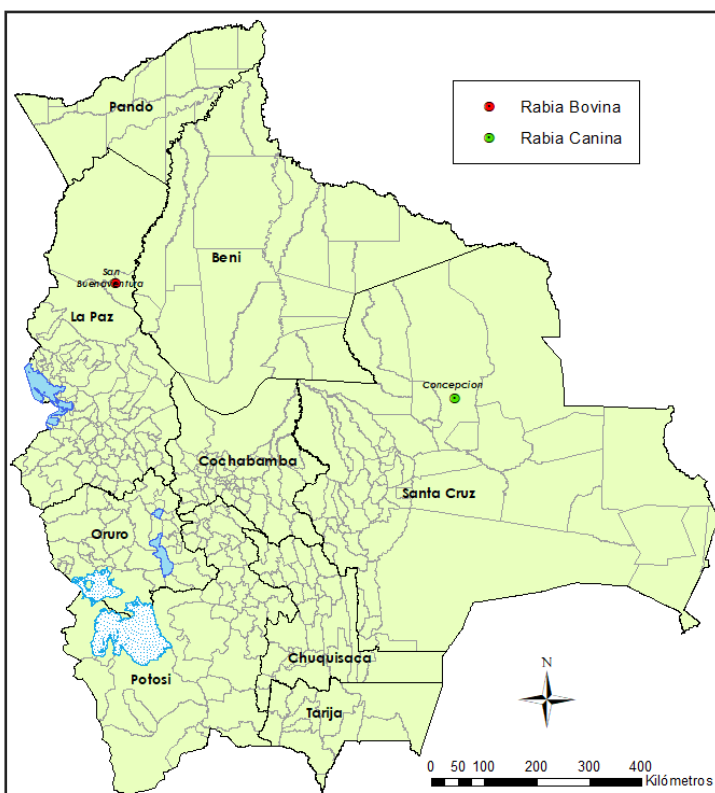 Pando
Rabia Bovina
Rabia Canina
Beni
San
Buenaventura
La Paz
Concepcion
Cochabamba
Santa Cruz
Oruro
Chuquisaca
Potosi
Tarija
N
0 50 100 200 300 400
Kilómetros